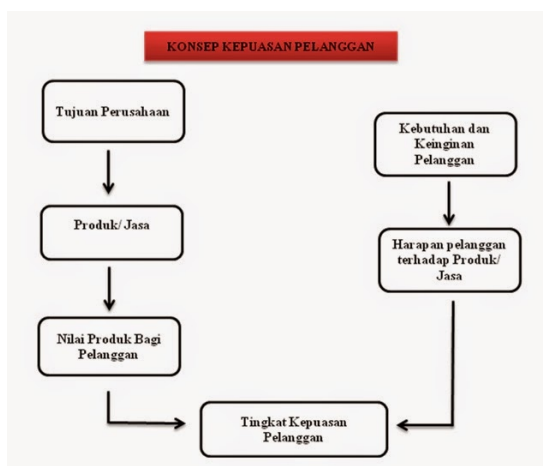 KONSEP KEPUASAN PELANGGAN
Tujuan Perusahaan
Produk/ Jasa
Nilai Produk Bagi
Pelanggan
Kebutuhan dan
Keinginan
Pelanggan
Harapan pelanggan
terhadap Produk/
Jasa
Tingkat Kepuasan
Pelanggan